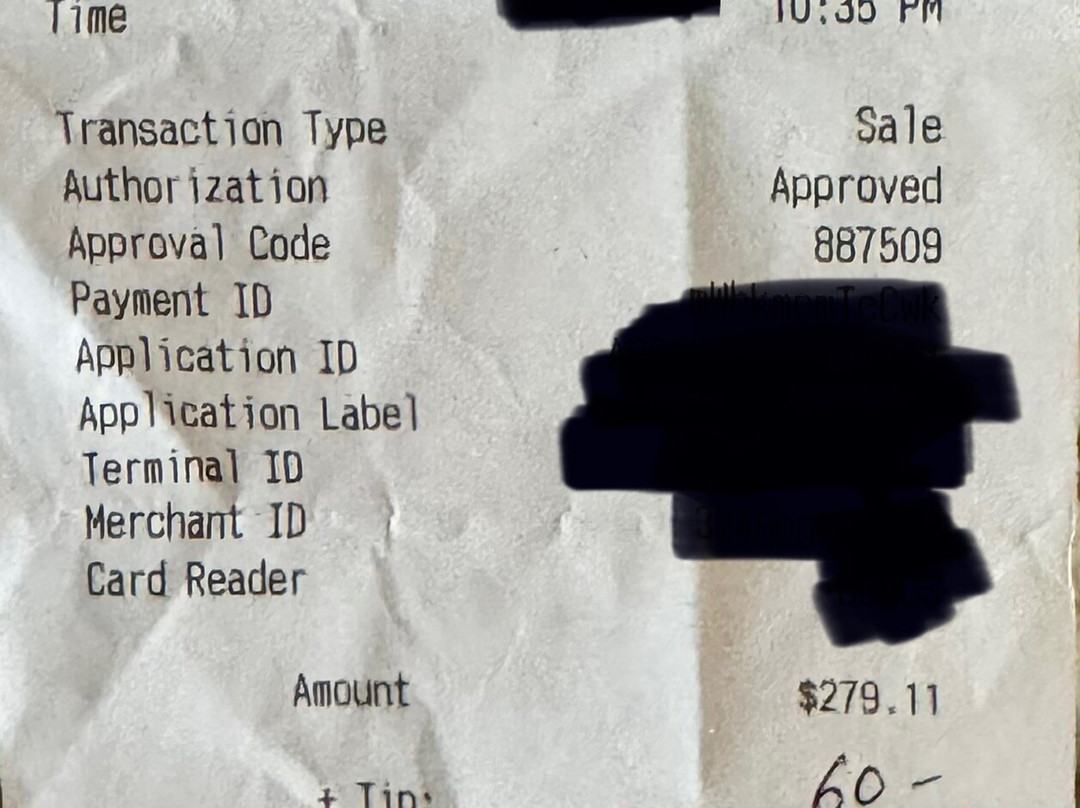 Time 10:35 PM
Transaction Type Sale
Authorization Approved
Approval Code 887509
Payment ID
Application ID
Application Label
Terminal ID
Merchant ID
Card Reader
Amount $279.11
+ Tip: 60 –